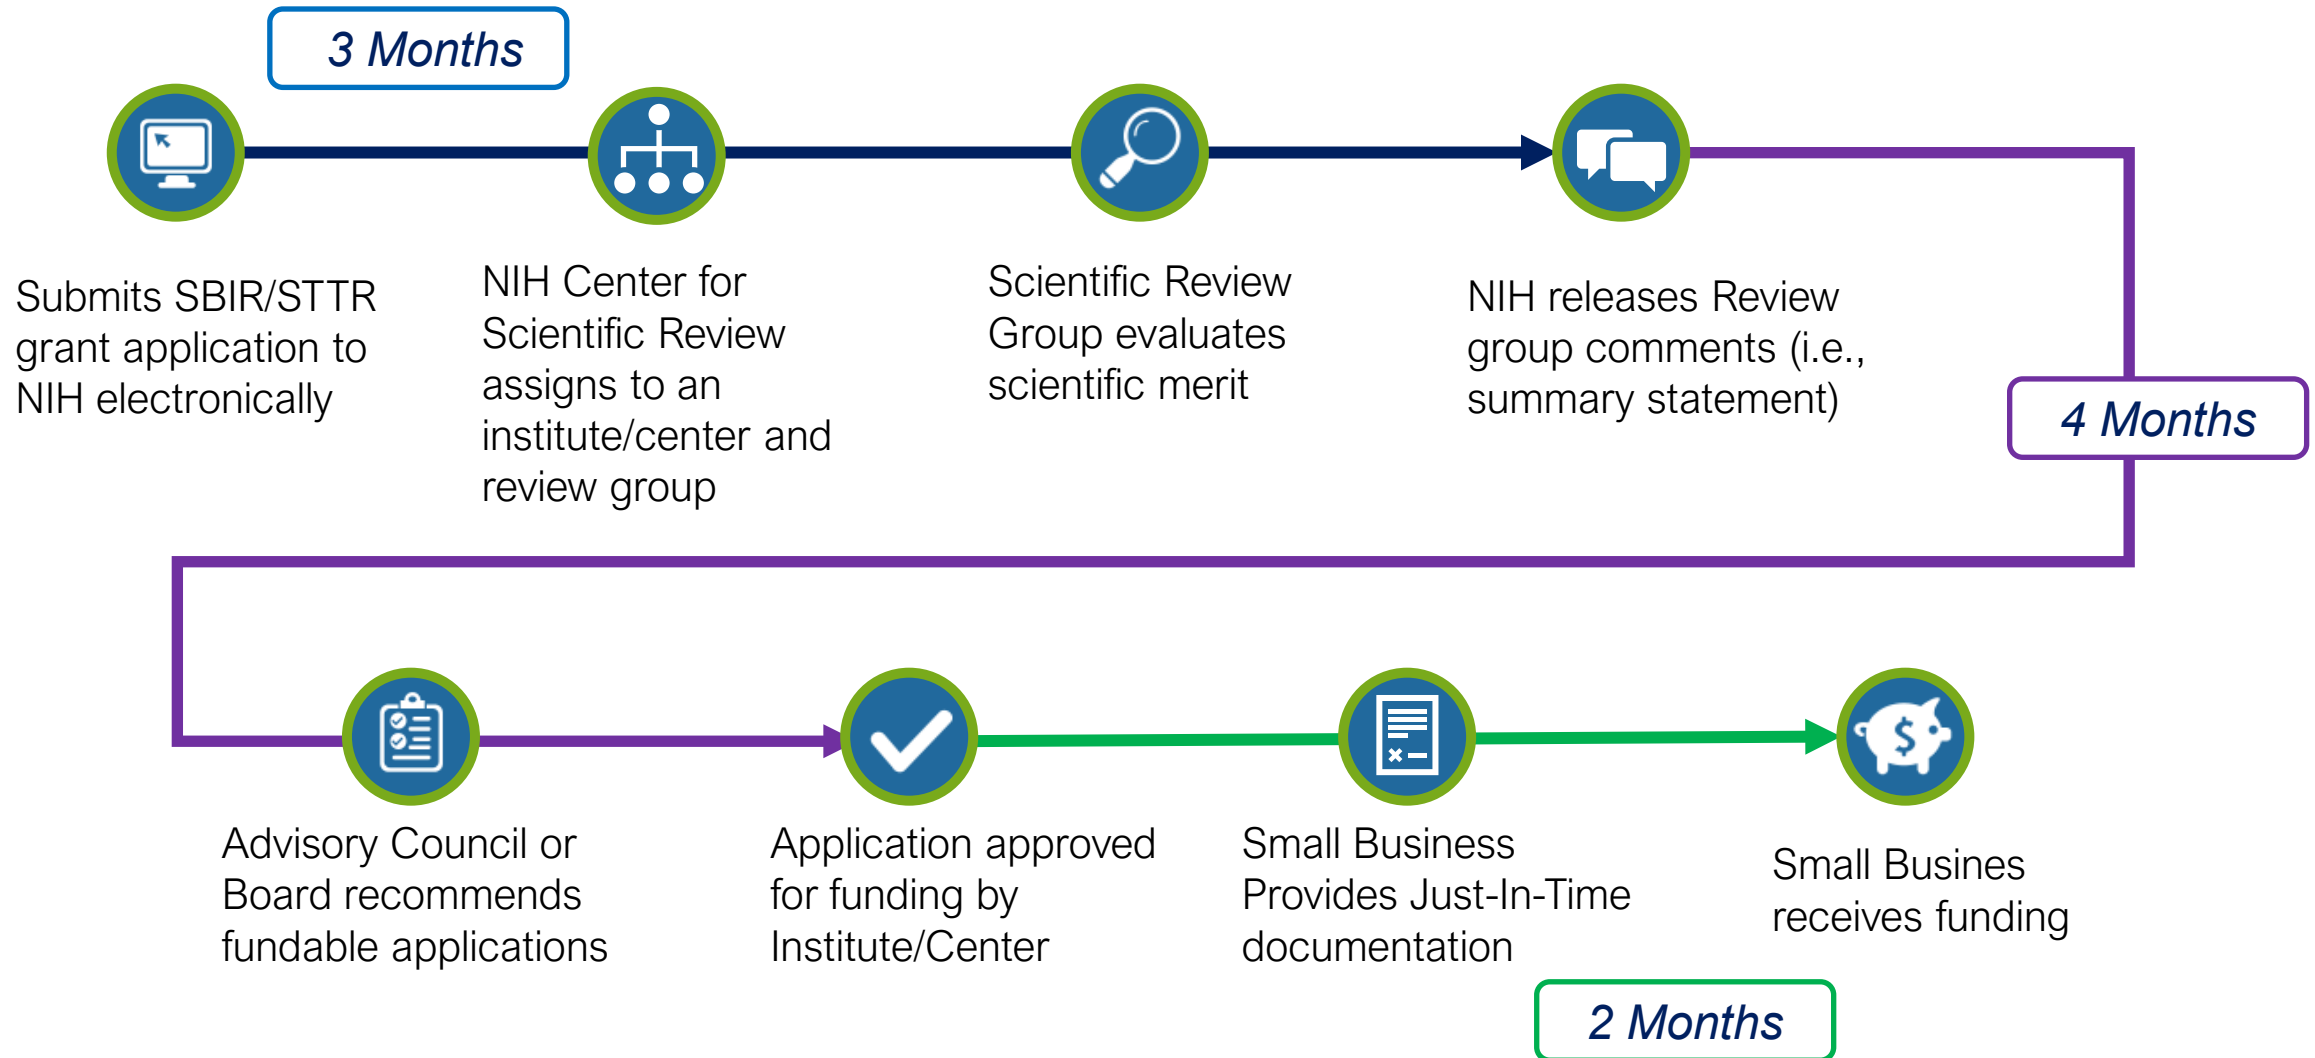 3 Months
Submits SBIR/STTR
grant application to
NIH electronically
NIH Center for
Scientific Review
assigns to an
institute/center and
review group
Scientific Review
Group evaluates
scientific merit
NIH releases Review
group comments (i.e.,
summary statement)
4 Months
Advisory Council or
Board recommends
fundable applications
Application approved
for funding by
Institute/Center
Small Business
Provides Just-In-Time
documentation
Small Busines
receives funding
$
2 Months